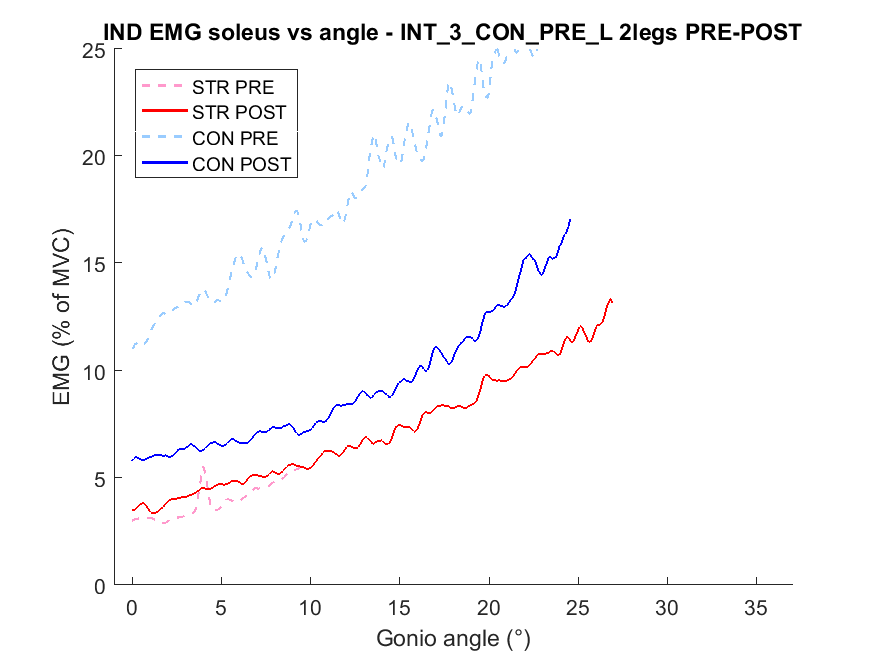 IND EMG soleus vs angle - INT_3_CON_PRE_L 2legs PRE-POST
25
STR PRE
STR POST
CON PRE
CON POST
20
15
10
5
0
EMG (% of MVC)
0 5 10 15 20 25 30 35
Gonio angle (°)